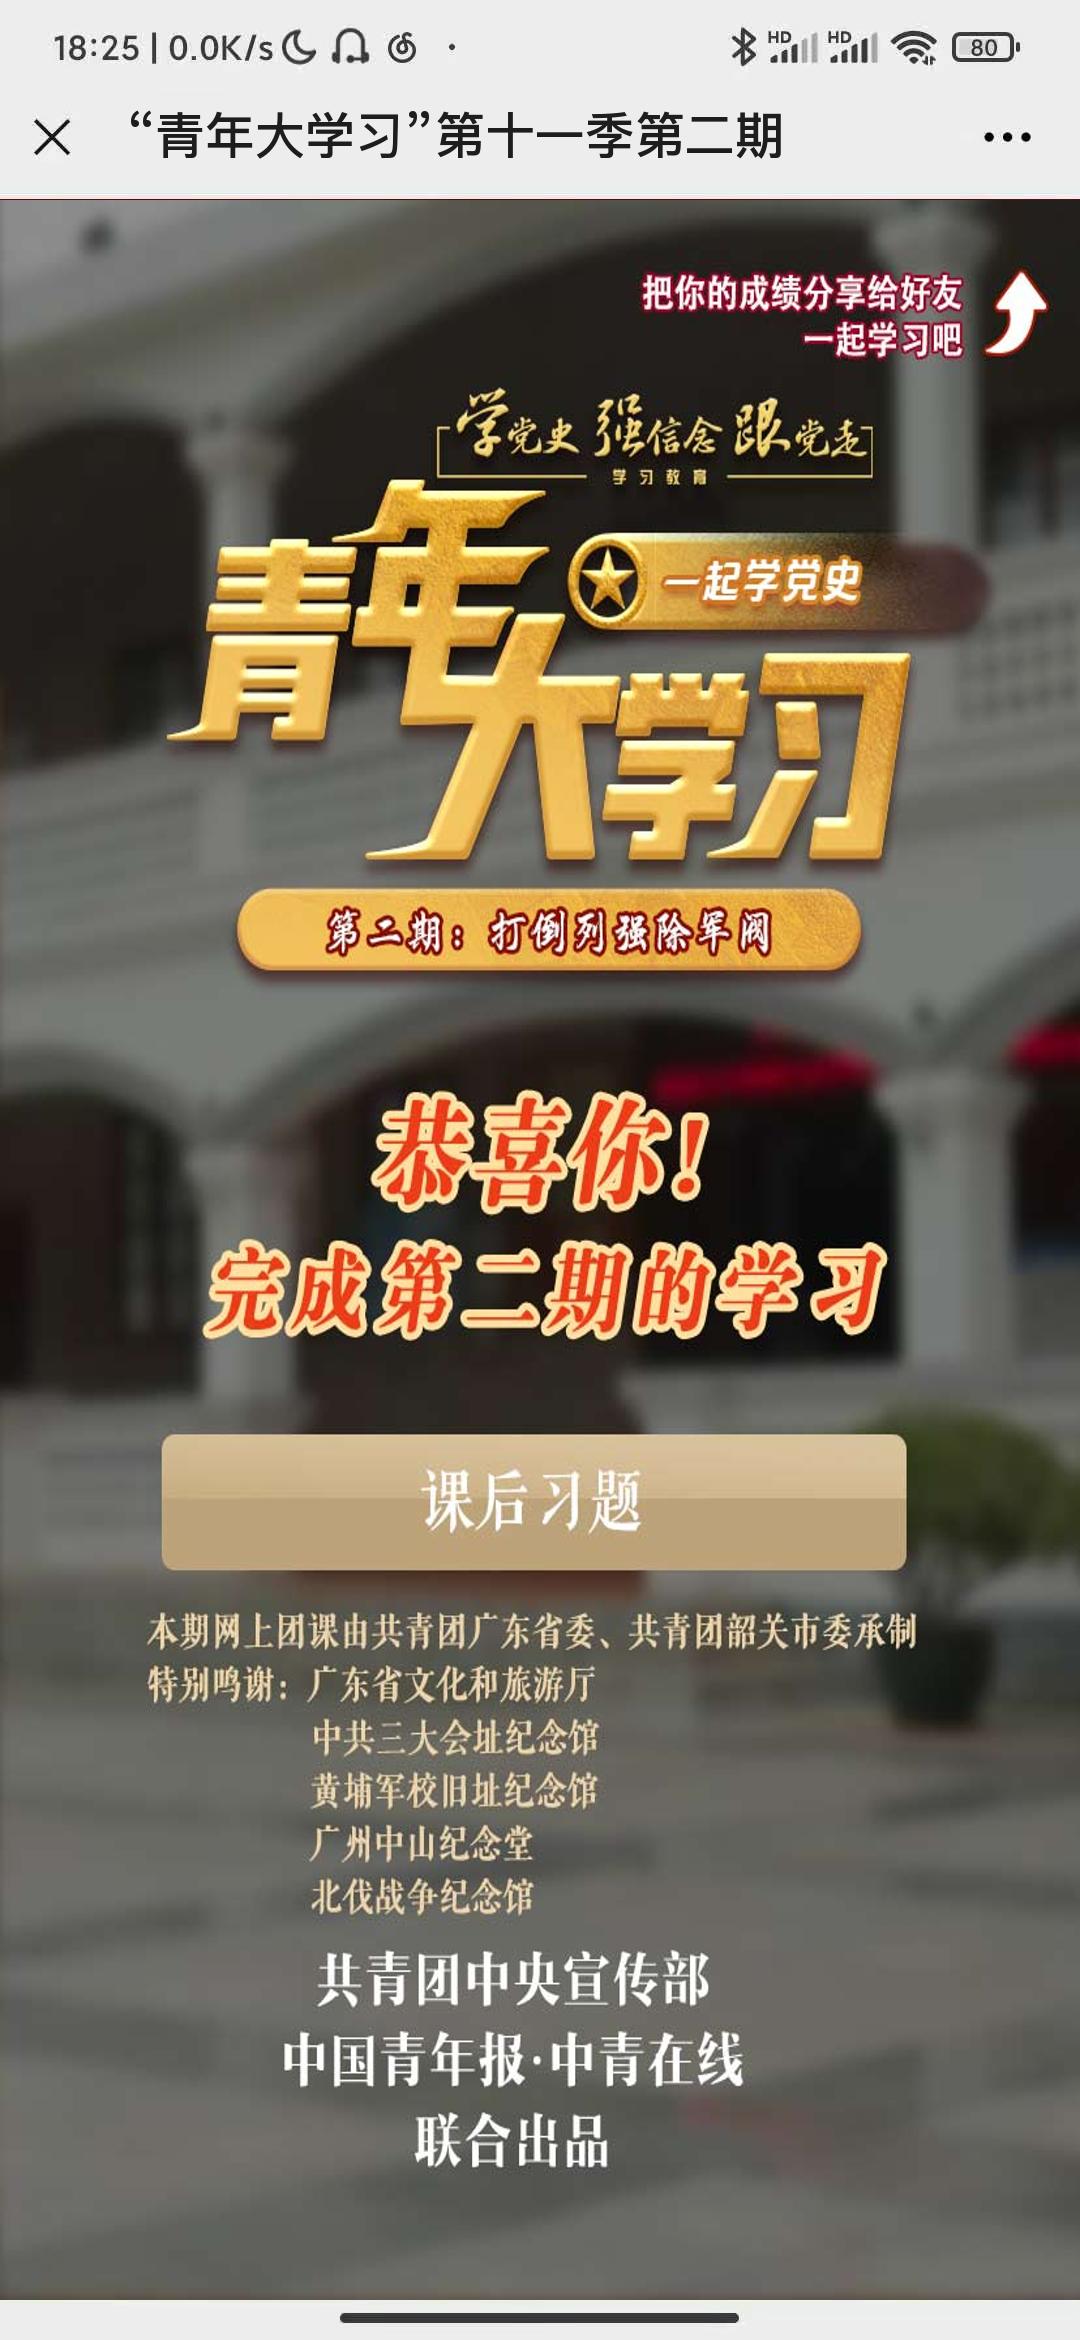 18:25 | 0.0K/s
HD HD 80
“青年大学习”第十一季第二期
把你的成绩分享给好友
一起学习吧
学党史 强信念 跟党走
学习教育
青年大学习
一起学党史
第二期：打倒列强除军阀
恭喜你！
完成第二期的学习
课后习题
本期网上团课由共青团广东省委、共青团韶关市委承制
特别鸣谢：广东省文化和旅游厅
中共三大会址纪念馆
黄埔军校旧址纪念馆
广州中山纪念堂
北伐战争纪念馆
共青团中央宣传部
中国青年报·中青在线
联合出品